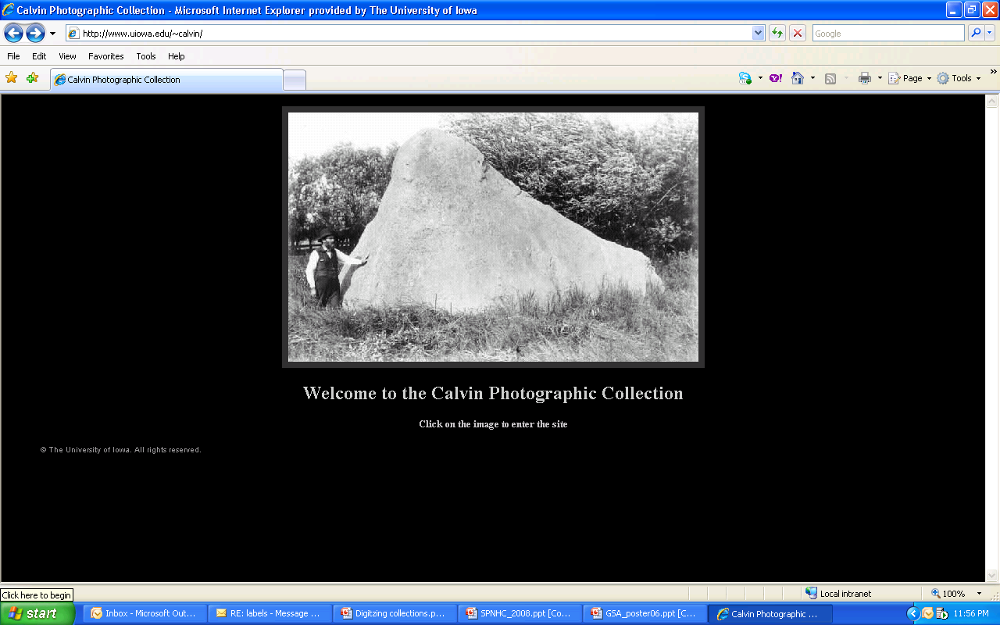 Calvin Photographic Collection - Microsoft Internet Explorer provided by The University of Iowa
http://www.uiowa.edu/~calvin/
Google
File Edit View Favorites Tools Help
Calvin Photographic Collection
Page Tools
Welcome to the Calvin Photographic Collection
Click on the image to enter the site
© The University of Iowa. All rights reserved.
Local intranet 100%
Click here to begin
start Inbox - Microsoft Out... RE: labels - Message ... Digitizing collections.p... SPNHC_2008.ppt [Co... GSA_poster06.ppt [C... Calvin Photographic ... 11:56 PM